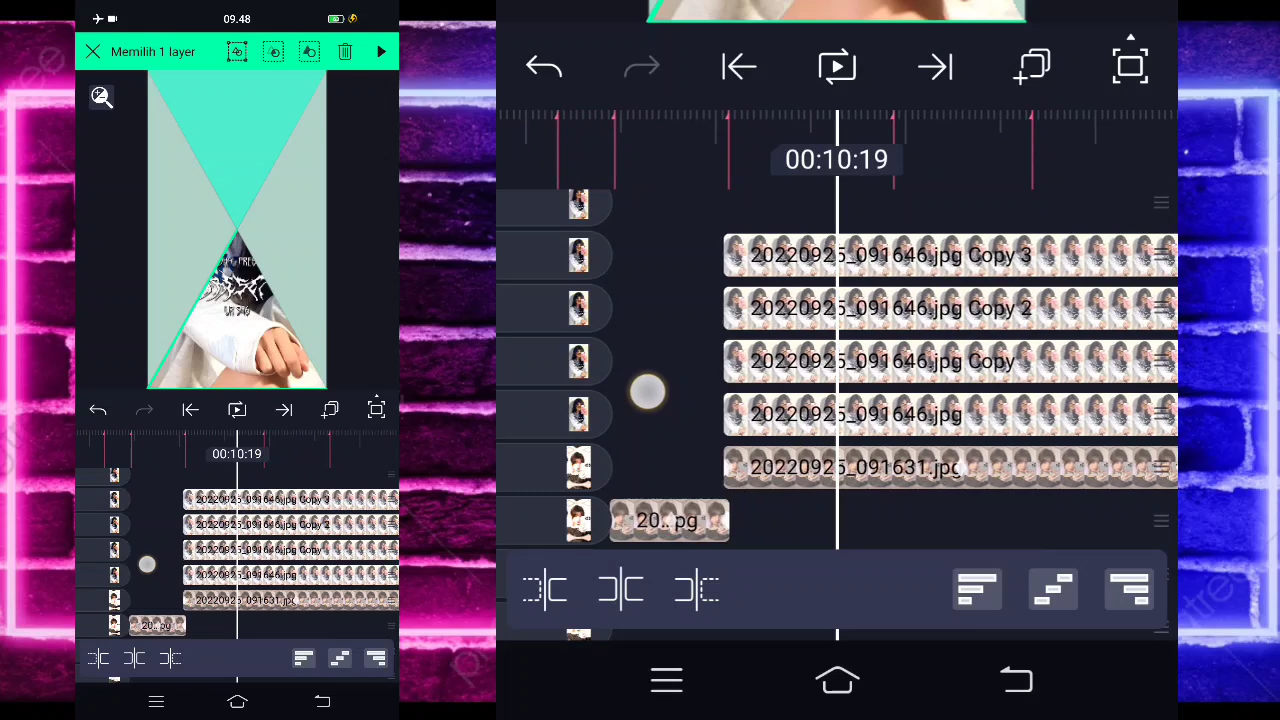 09.48
Memilih 1 layer
00:10:19
20220925_091646.jpg Copy 3
20220925_091646.jpg Copy 2
20220925_091646.jpg Copy
20220925_091646.jpg
20220925_091631.jpg
20...pg
00:10:19
20220925_091646.jpg Copy 3
20220925_091646.jpg Copy 2
20220925_091646.jpg Copy
20220925_091646.jpg
20220925_091631.jpg
20...pg